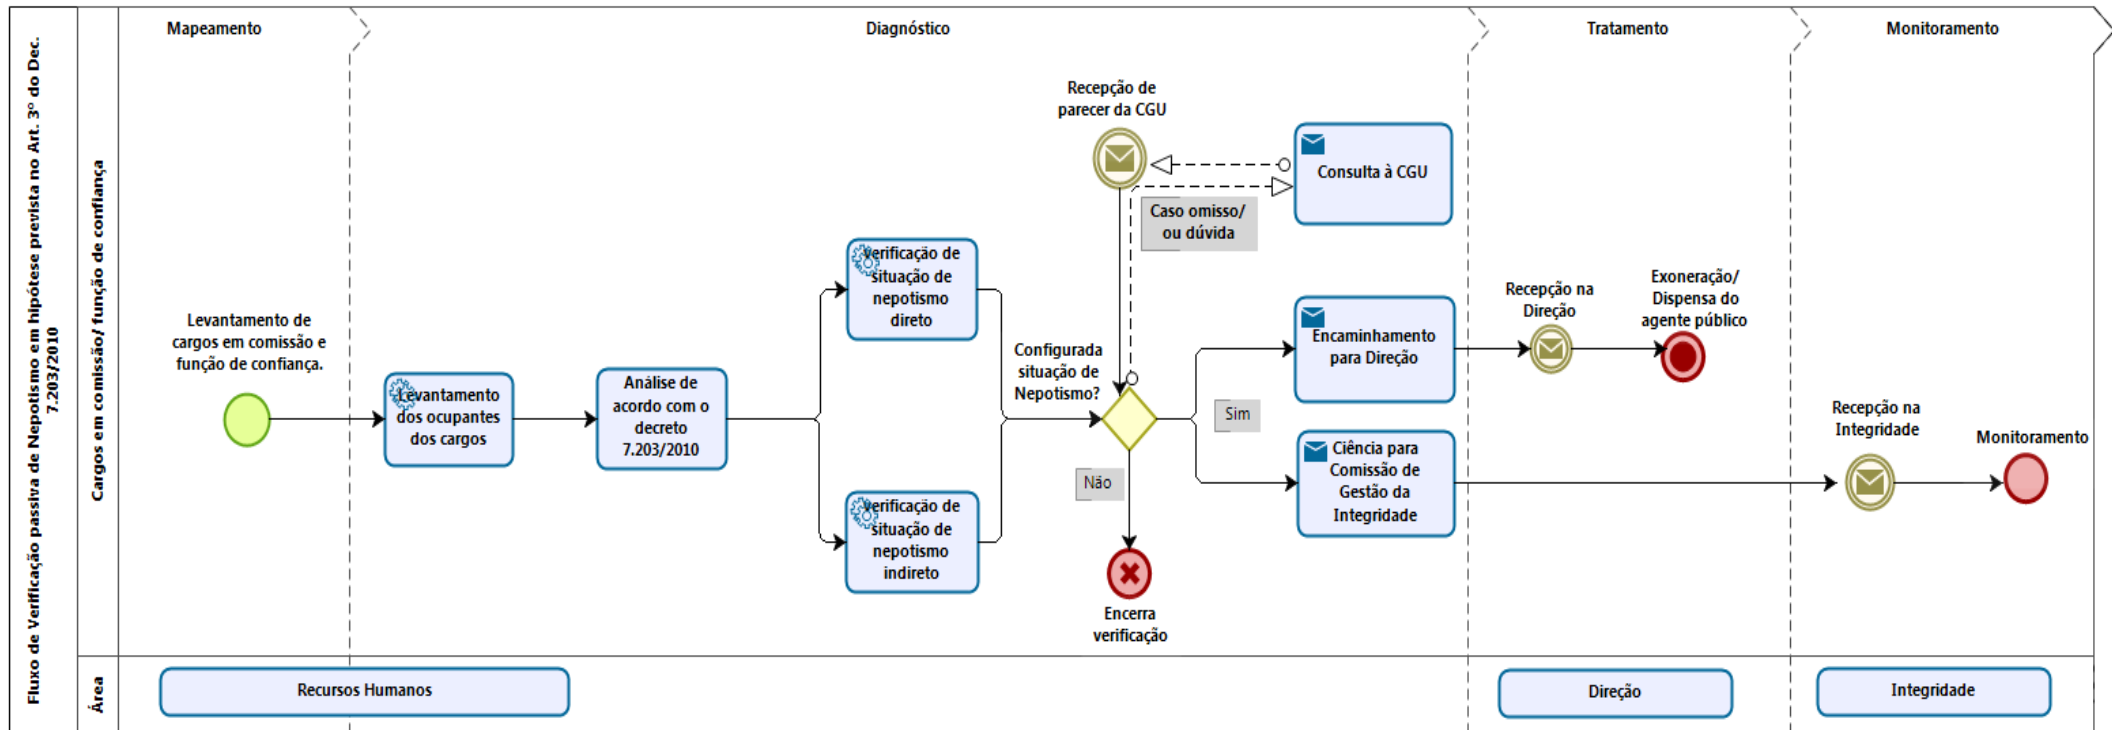 Fluxo de Verificação passiva de Nepotismo em hipótese prevista no Art. 3º do Dec.
7.203/2010
Cargos em comissão/ função de confiança
Área
Mapeamento
Diagnóstico
Tratamento
Monitoramento
Levantamento de
cargos em comissão e
função de confiança.
Levantamento
dos ocupantes
dos cargos
Análise de
acordo com o
decreto
7.203/2010
verificação de
situação de
nepotismo
direto
verificação de
situação de
nepotismo
indireto
Configurada
situação de
Nepotismo?
Recepção de
parecer da CGU
Caso omisso/
ou dúvida
Consulta à CGU
Sim
Não
Encerra
verificação
Encaminhamento
para Direção
Ciência para
Comissão de
Gestão da
Integridade
Recepção na
Direção
Exoneração/
Dispensa do
agente público
Recepção na
Integridade
Monitoramento
Recursos Humanos
Direção
Integridade